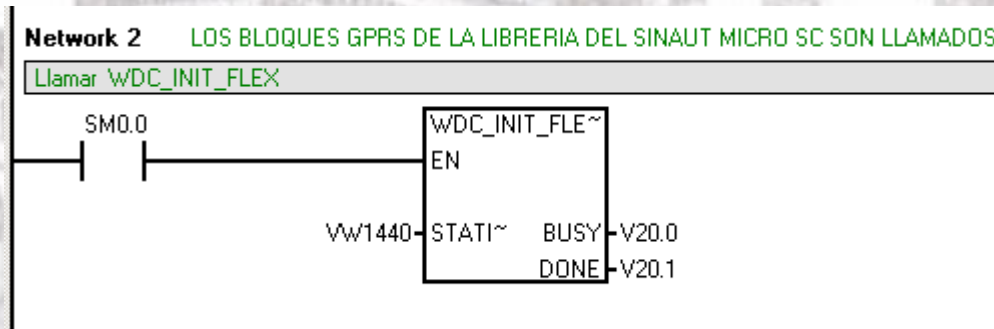 Network 2 LOS BLOQUES GPRS DE LA LIBRERIA DEL SINAUT MICRO SC SON LLAMADOS
Llamar WDC_INIT_FLEX
SM0.0
WDC_INIT_FLE~
EN
VW1440 STATI~ BUSY V20.0
DONE V20.1